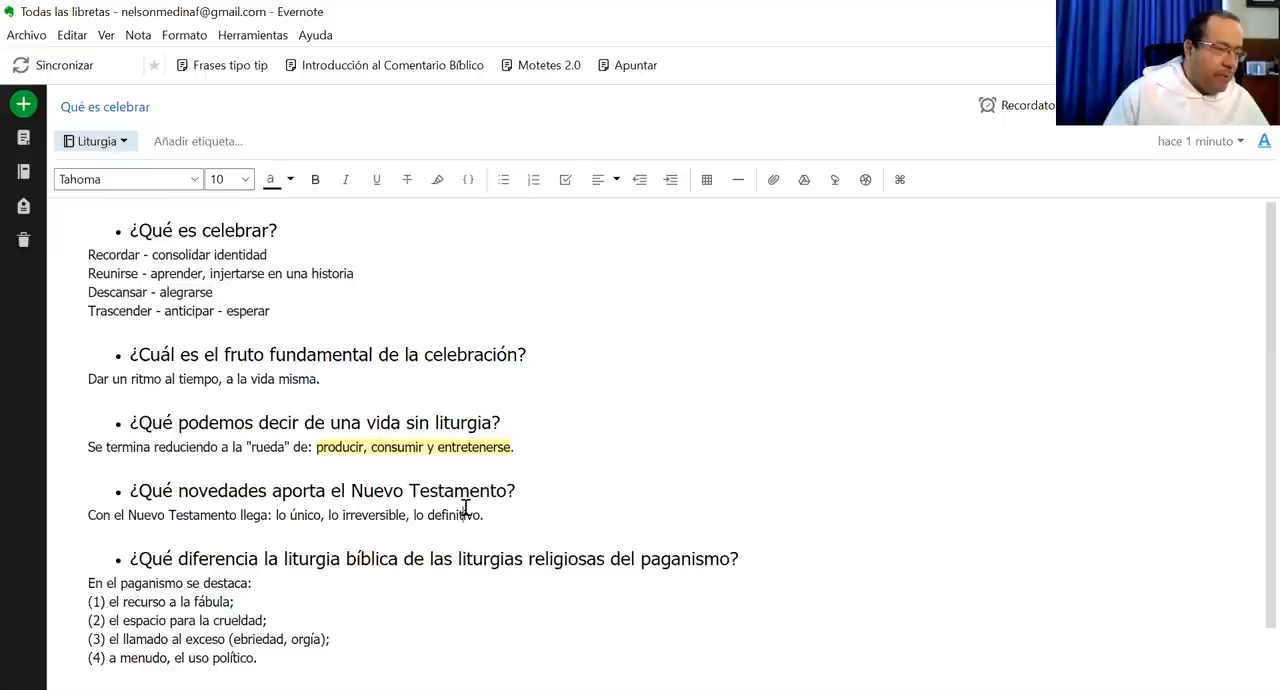 Todas las libretas - nelsonmedinaf@gmail.com - Evernote
Archivo Editar Ver Nota Formato Herramientas Ayuda
Sincronizar Frases tipo tip Introducción al Comentario Bíblico Motetes 2.0 Apuntar
Qué es celebrar Recordato
Liturgia Añadir etiqueta... hace 1 minuto A
Tahoma 10 a B I U T { }
• ¿Qué es celebrar?
Recordar - consolidar identidad
Reunirse - aprender, injertarse en una historia
Descansar - alegrarse
Trascender - anticipar - esperar
• ¿Cuál es el fruto fundamental de la celebración?
Dar un ritmo al tiempo, a la vida misma.
• ¿Qué podemos decir de una vida sin liturgia?
Se termina reduciendo a la "rueda" de: producir, consumir y entretenerse.
• ¿Qué novedades aporta el Nuevo Testamento?
Con el Nuevo Testamento llega: lo único, lo irreversible, lo definitivo.
• ¿Qué diferencia la liturgia bíblica de las liturgias religiosas del paganismo?
En el paganismo se destaca:
(1) el recurso a la fábula;
(2) el espacio para la crueldad;
(3) el llamado al exceso (ebriedad, orgía);
(4) a menudo, el uso político.